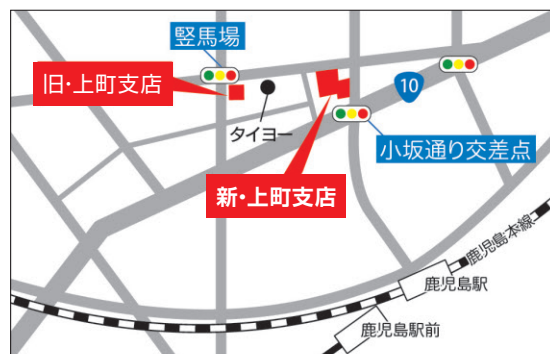 竪馬場
旧・上町支店
タイヨー
10
小坂通り交差点
新・上町支店
鹿児島本線
鹿児島駅
鹿児島駅前